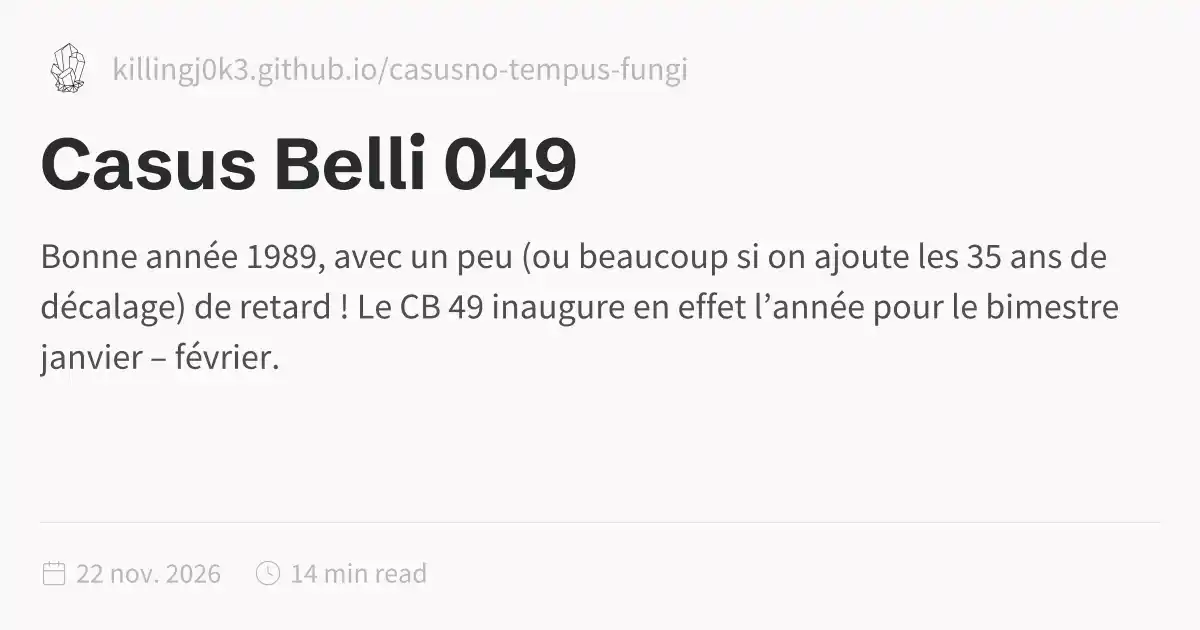 killingj0k3.github.io/casusno-tempus-fungi
Casus Belli 049
Bonne année 1989, avec un peu (ou beaucoup si on ajoute les 35 ans de
décalage) de retard ! Le CB 49 inaugure en effet l’année pour le bimestre
janvier – février.
22 nov. 2026
14 min read